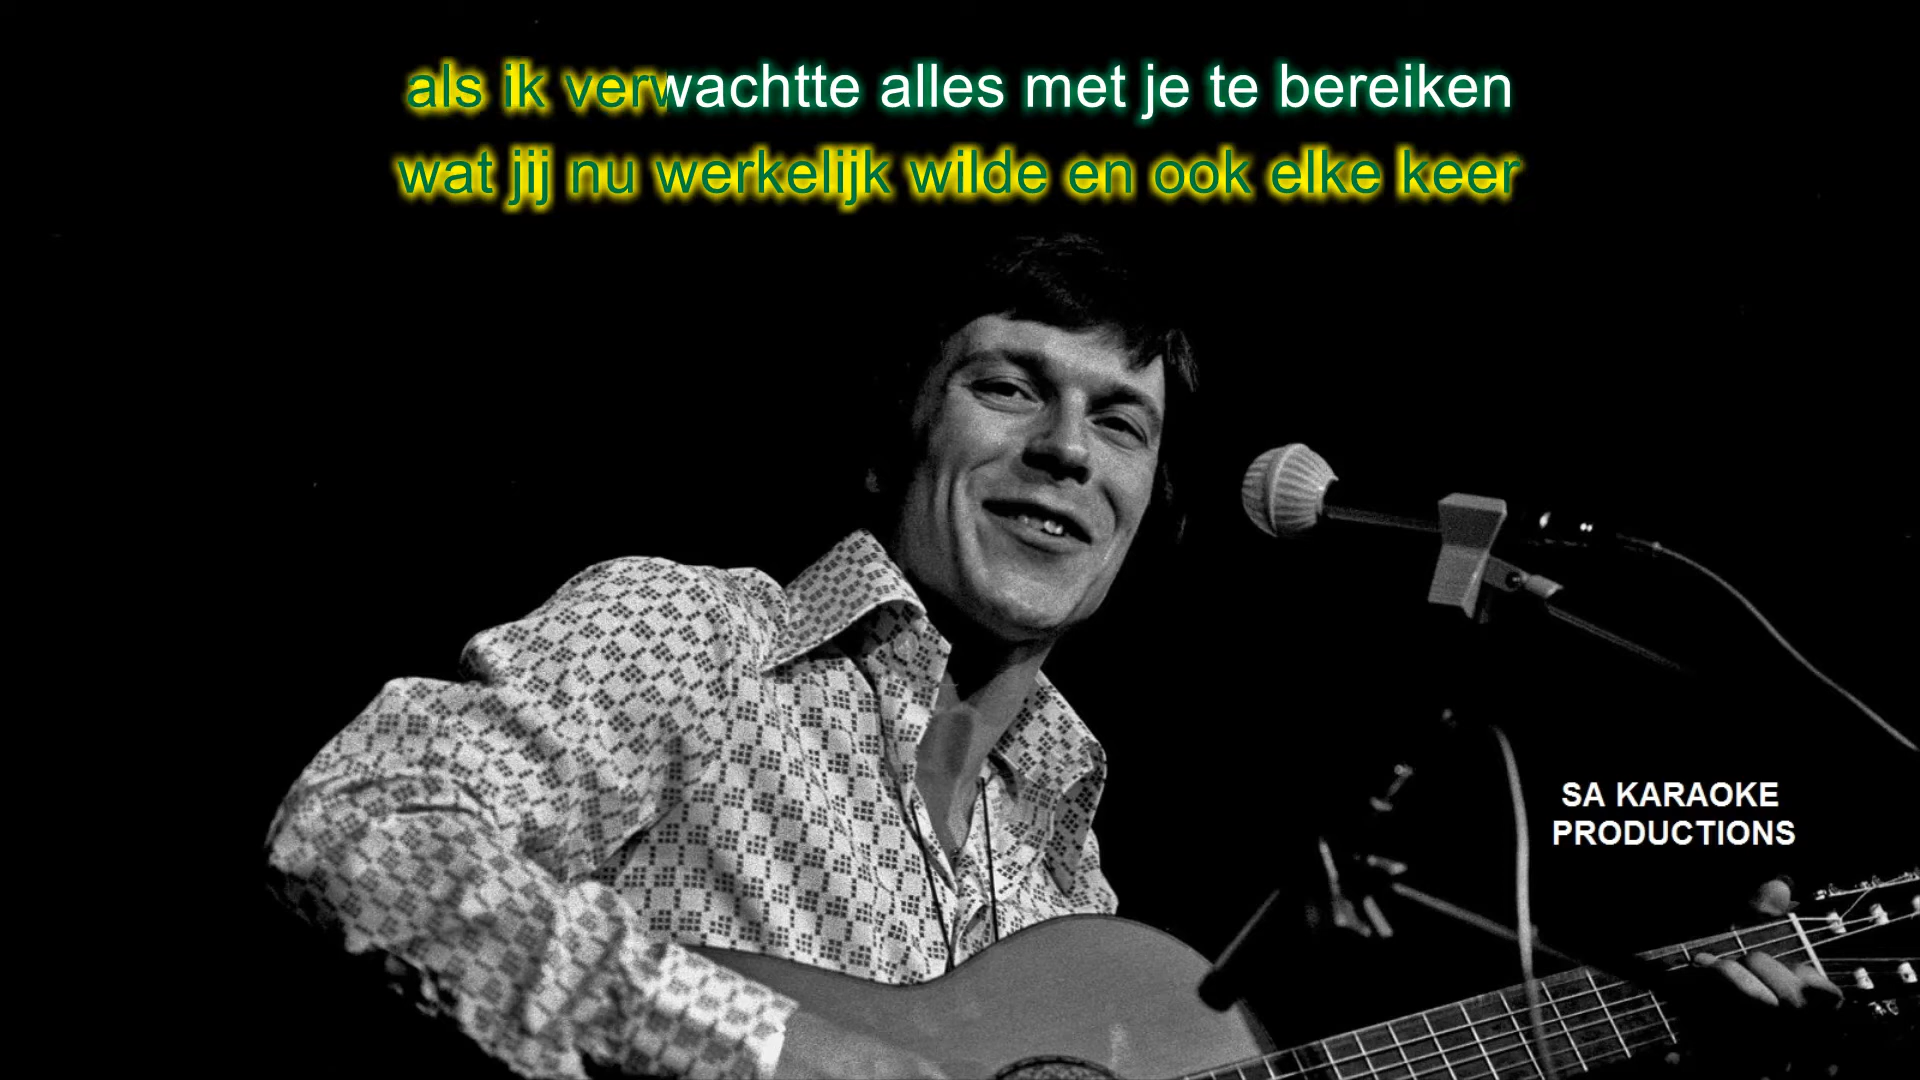 als ik verwachtte alles met je te bereiken
wat jij nu werkelijk wilde en ook elke keer
SA KARAOKE
PRODUCTIONS